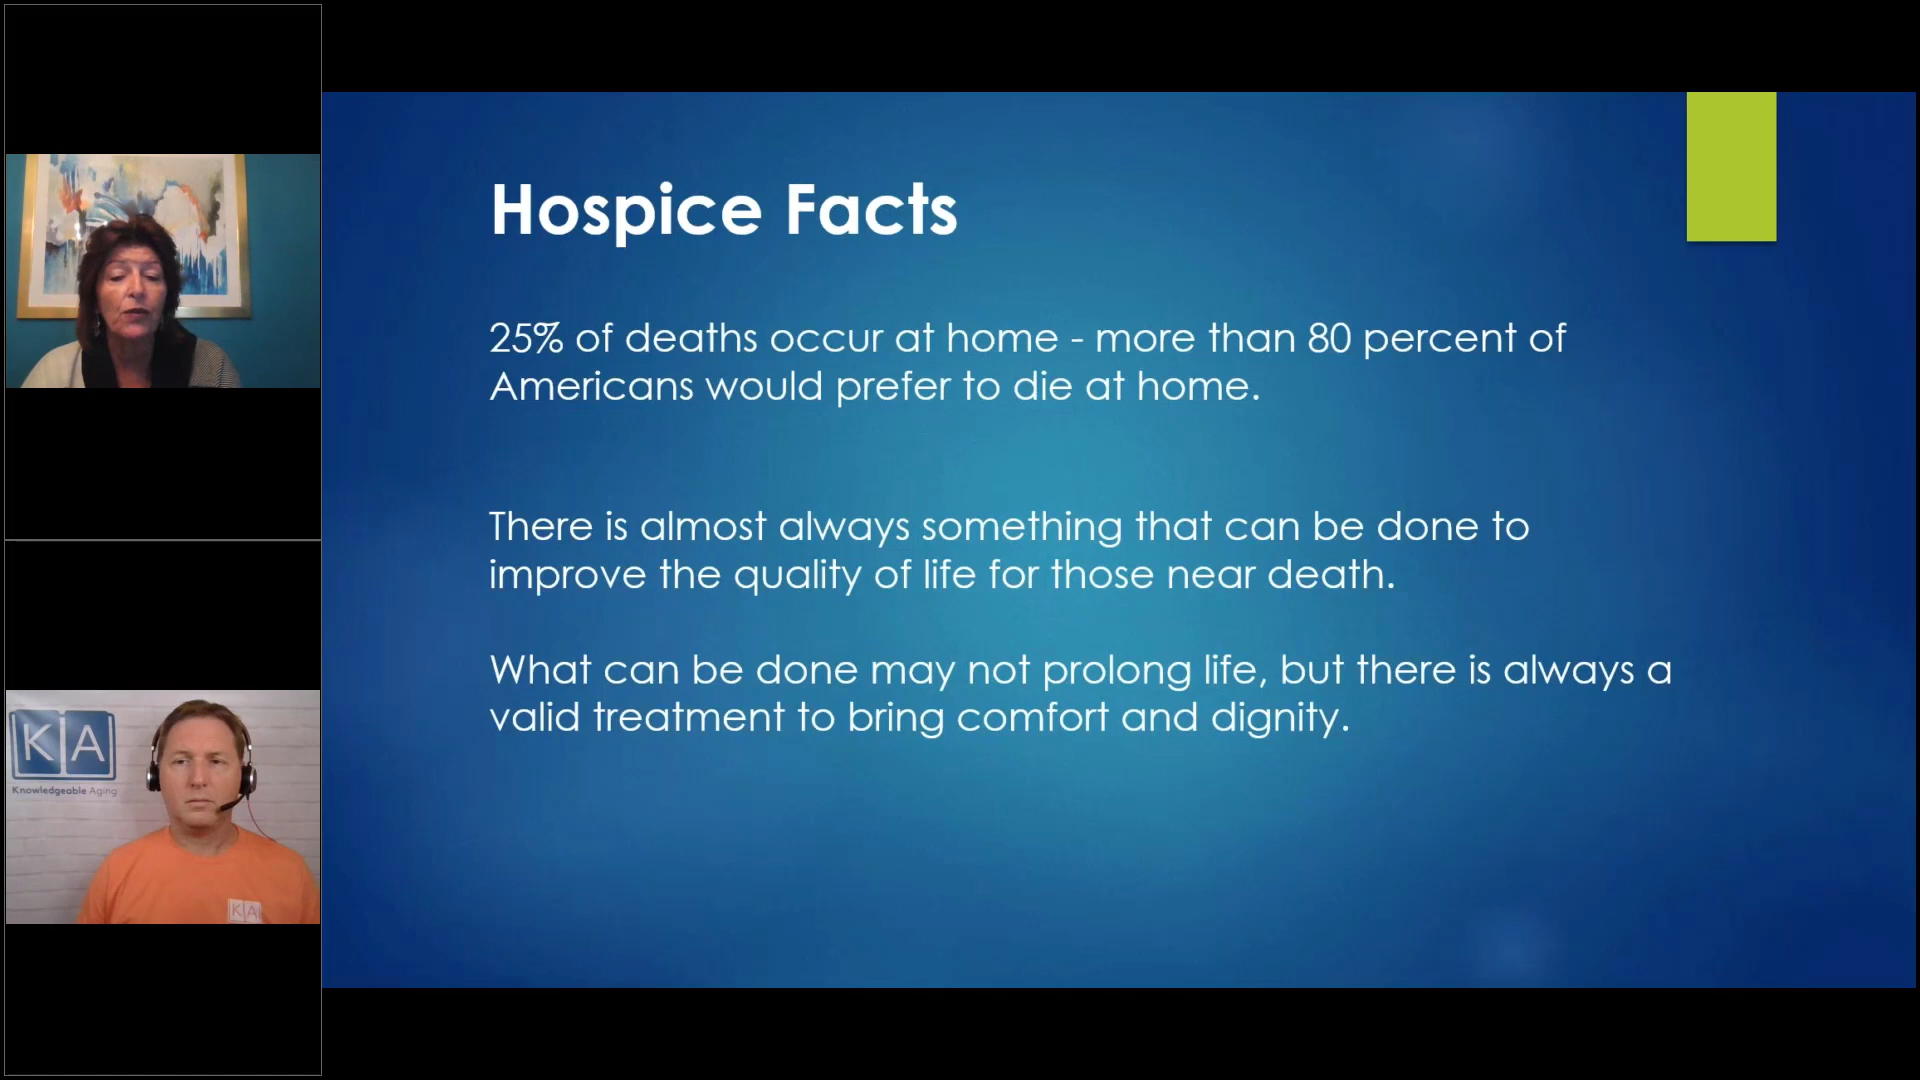 Hospice Facts
25% of deaths occur at home - more than 80 percent of
Americans would prefer to die at home.
There is almost always something that can be done to
improve the quality of life for those near death.
What can be done may not prolong life, but there is always a
valid treatment to bring comfort and dignity.
KA
Knowledgeable Aging
KA